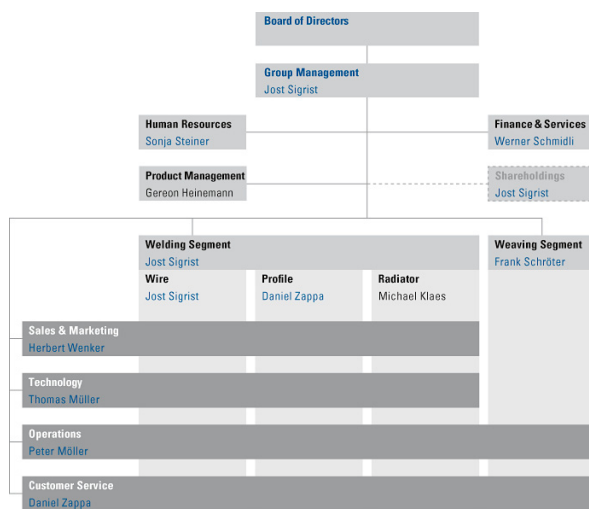 Board of Directors
Group Management
Jost Sigrist
Human Resources
Sonja Steiner
Finance & Services
Werner Schmidli
Product Management
Gereon Heinemann
Shareholdings
Jost Sigrist
Welding Segment
Jost Sigrist
Weaving Segment
Frank Schröter
Wire
Jost Sigrist
Profile
Daniel Zappa
Radiator
Michael Klaes
Sales & Marketing
Herbert Wenker
Technology
Thomas Müller
Operations
Peter Möller
Customer Service
Daniel Zappa